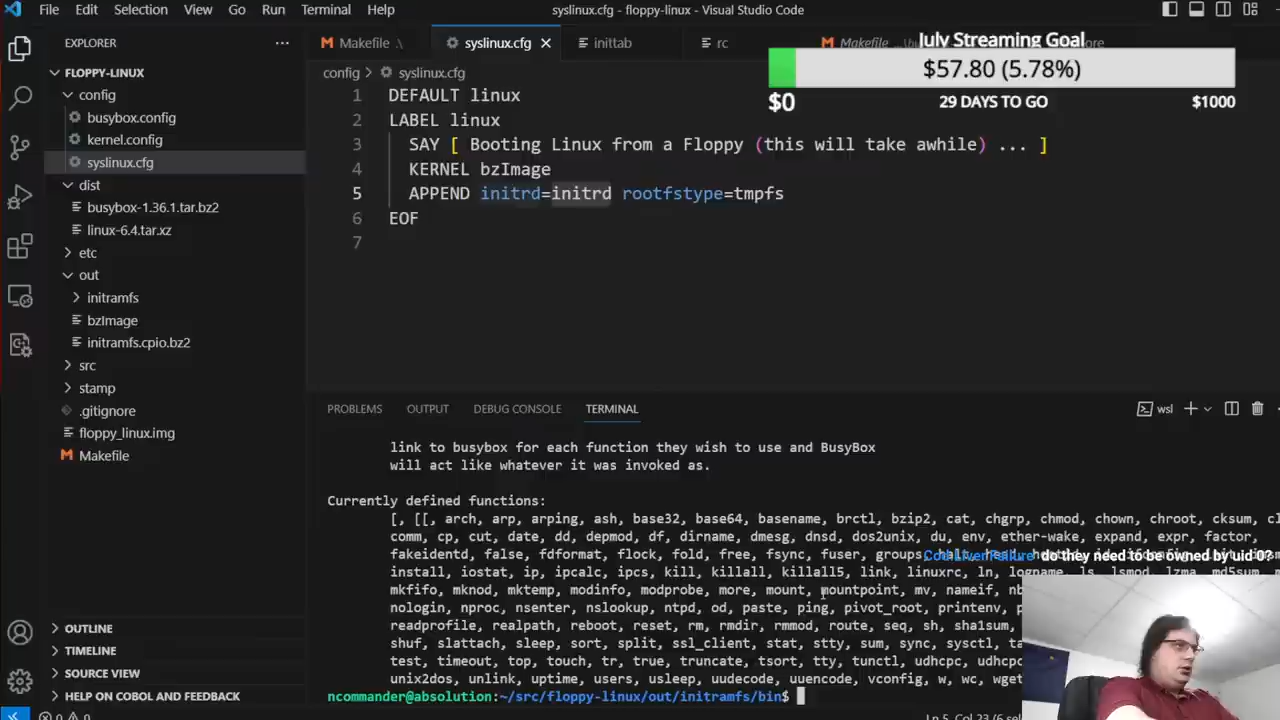 File Edit Selection View Go Run Terminal Help
syslinux.cfg - floppy-linux - Visual Studio Code
EXPLORER
FLOPPY-LINUX
config
busybox.config
kernel.config
syslinux.cfg
dist
busybox-1.36.1.tar.bz2
linux-6.4.tar.xz
etc
out
initramfs
bzImage
initramfs.cpio.bz2
src
stamp
.gitignore
floppy_linux.img
Makefile
OUTLINE
TIMELINE
SOURCE VIEW
HELP ON COBOL AND FREEBASIC
Makefile .\
syslinux.cfg
inittab
rc
Makefile
July Streaming Goal
$57.80 (5.78%)
$0
29 DAYS TO GO
$1000
config > syslinux.cfg
1 DEFAULT linux
2 LABEL linux
3 SAY [ Booting Linux from a Floppy (this will take awhile) ... ]
4 KERNEL bzImage
5 APPEND initrd=initrd rootfstype=tmpfs
6 EOF
7
PROBLEMS OUTPUT DEBUG CONSOLE TERMINAL
wsl
link to busybox for each function they wish to use and BusyBox
will act like whatever it was invoked as.
Currently defined functions:
[, [[, arch, arp, arping, ash, base32, base64, basename, brctl, bzip2, cat, chgrp, chmod, chown, chroot, cksum,
comm, cp, cut, date, dd, depmod, df, dirname, dmesg, dnsd, dos2unix, du, env, ether-wake, expand, expr, factor,
fakeidentd, false, fdformat, flock, fold, free, fsync, fuser, groups,
do they need to be owned by uid 0?
install, iostat, ip, ipcalc, ipcs, kill, killall, killall5, link, linuxrc, ln, logname, ls, lsmod, lzma,
mkfifo, mknod, mktemp, modinfo, modprobe, more, mount, mountpoint, mv, nameif,
nologin, nproc, nsenter, nslookup, ntpd, od, paste, ping, pivot_root, printenv,
readprofile, realpath, reboot, reset, rm, rmdir, rmmod, route, seq, sh, sha1sum,
shuf, slattach, sleep, sort, split, ssl_client, stat, stty, sum, sync, sysctl,
test, timeout, top, touch, tr, true, truncate, tsort, tty, tunctl, udhcpc,
unix2dos, unlink, uptime, users, usleep, uudecode, uuencode, vconfig, w, wc,
ncommander@absolution:~/src/floppy-linux/out/initramfs/bin$